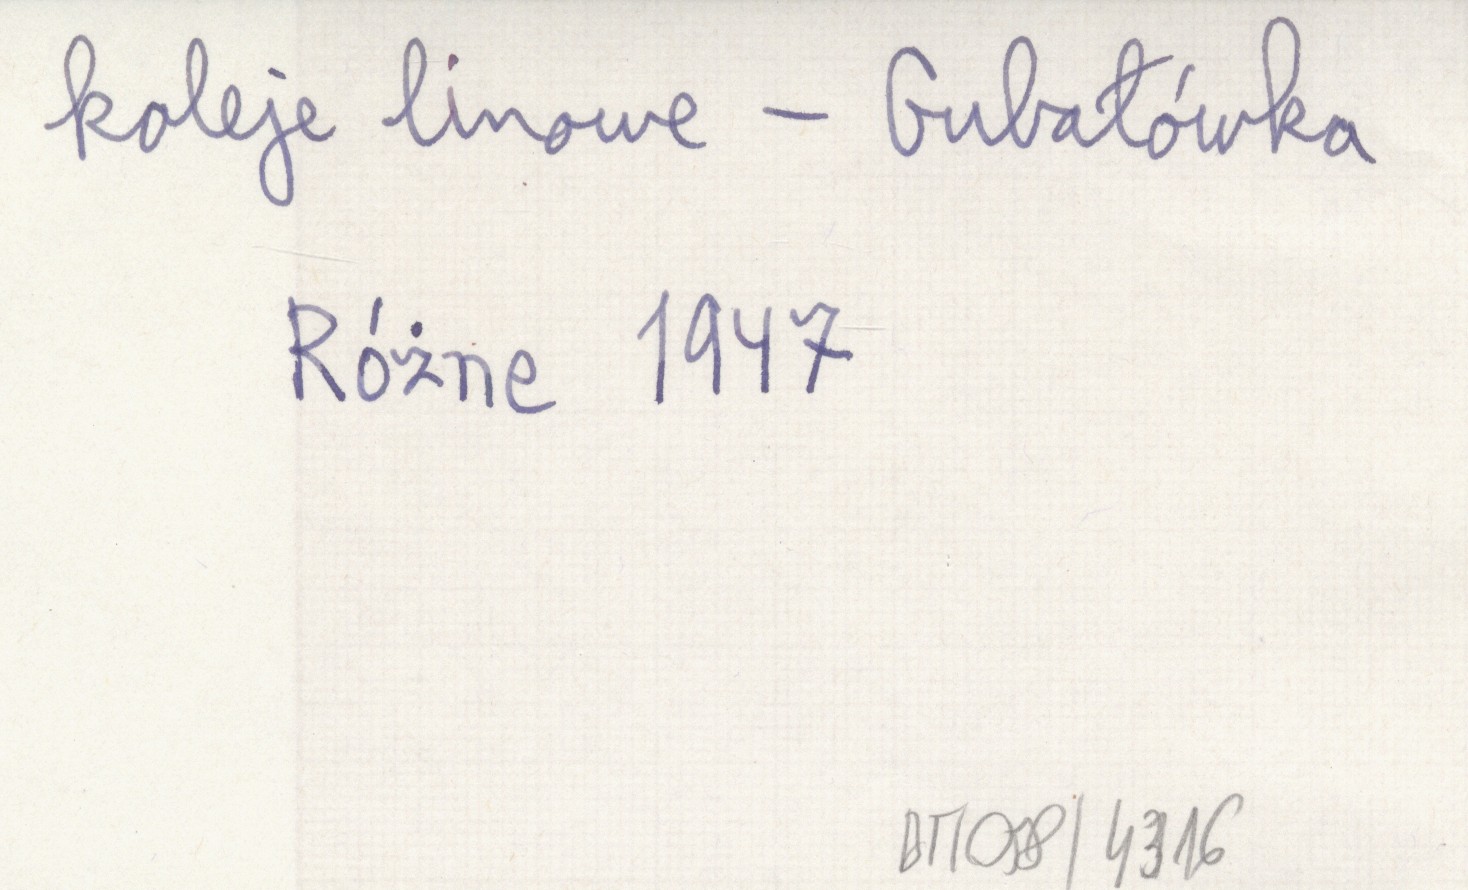 koleje linowe – Gubałówka
Różne 1947